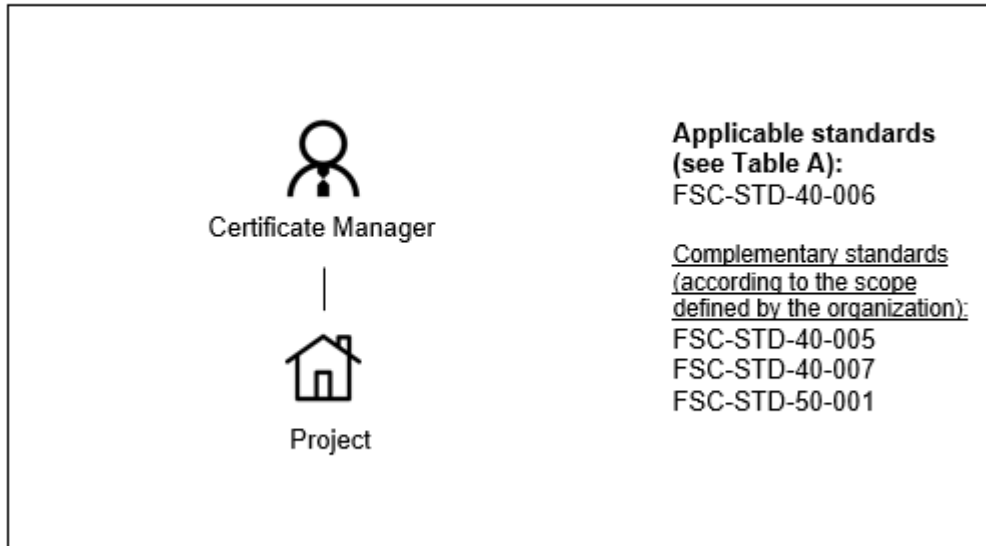 Certificate Manager
Project
Applicable standards
(see Table A):
FSC-STD-40-006
Complementary standards
(according to the scope
defined by the organization):
FSC-STD-40-005
FSC-STD-40-007
FSC-STD-50-001